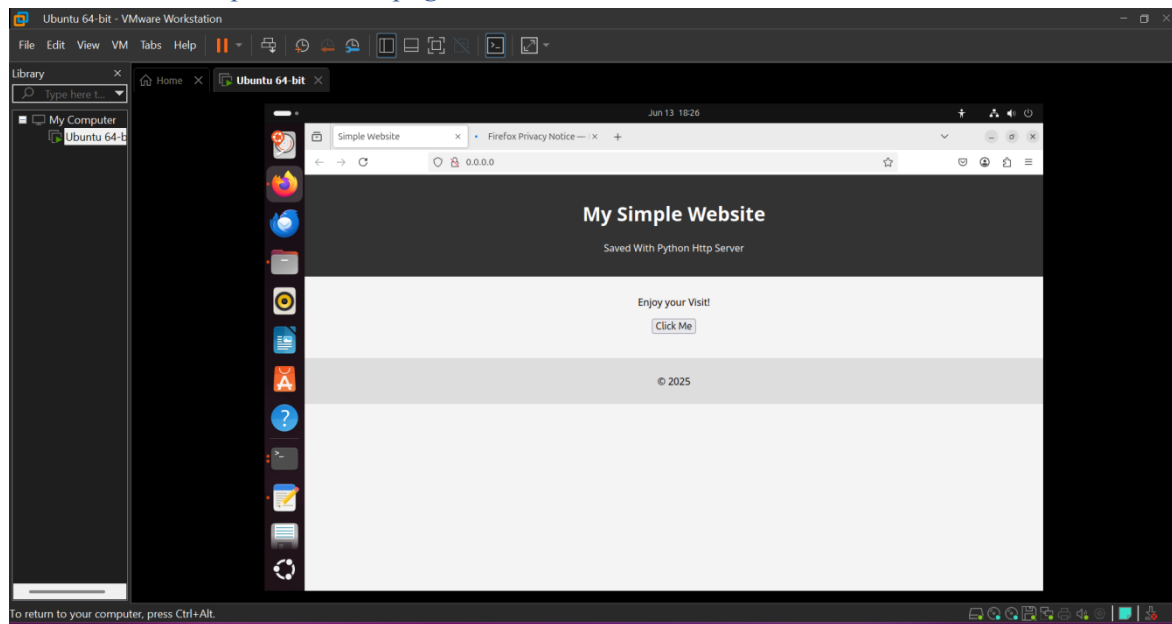 Ubuntu 64-bit - VMware Workstation
File Edit View VM Tabs Help
Library
Type here t...
My Computer
Ubuntu 64-b
Home
Ubuntu 64-bit
Jun 13 18:26
Simple Website
Firefox Privacy Notice —
0.0.0.0
My Simple Website
Saved With Python Http Server
Enjoy your Visit!
Click Me
© 2025
To return to your computer, press Ctrl+Alt.